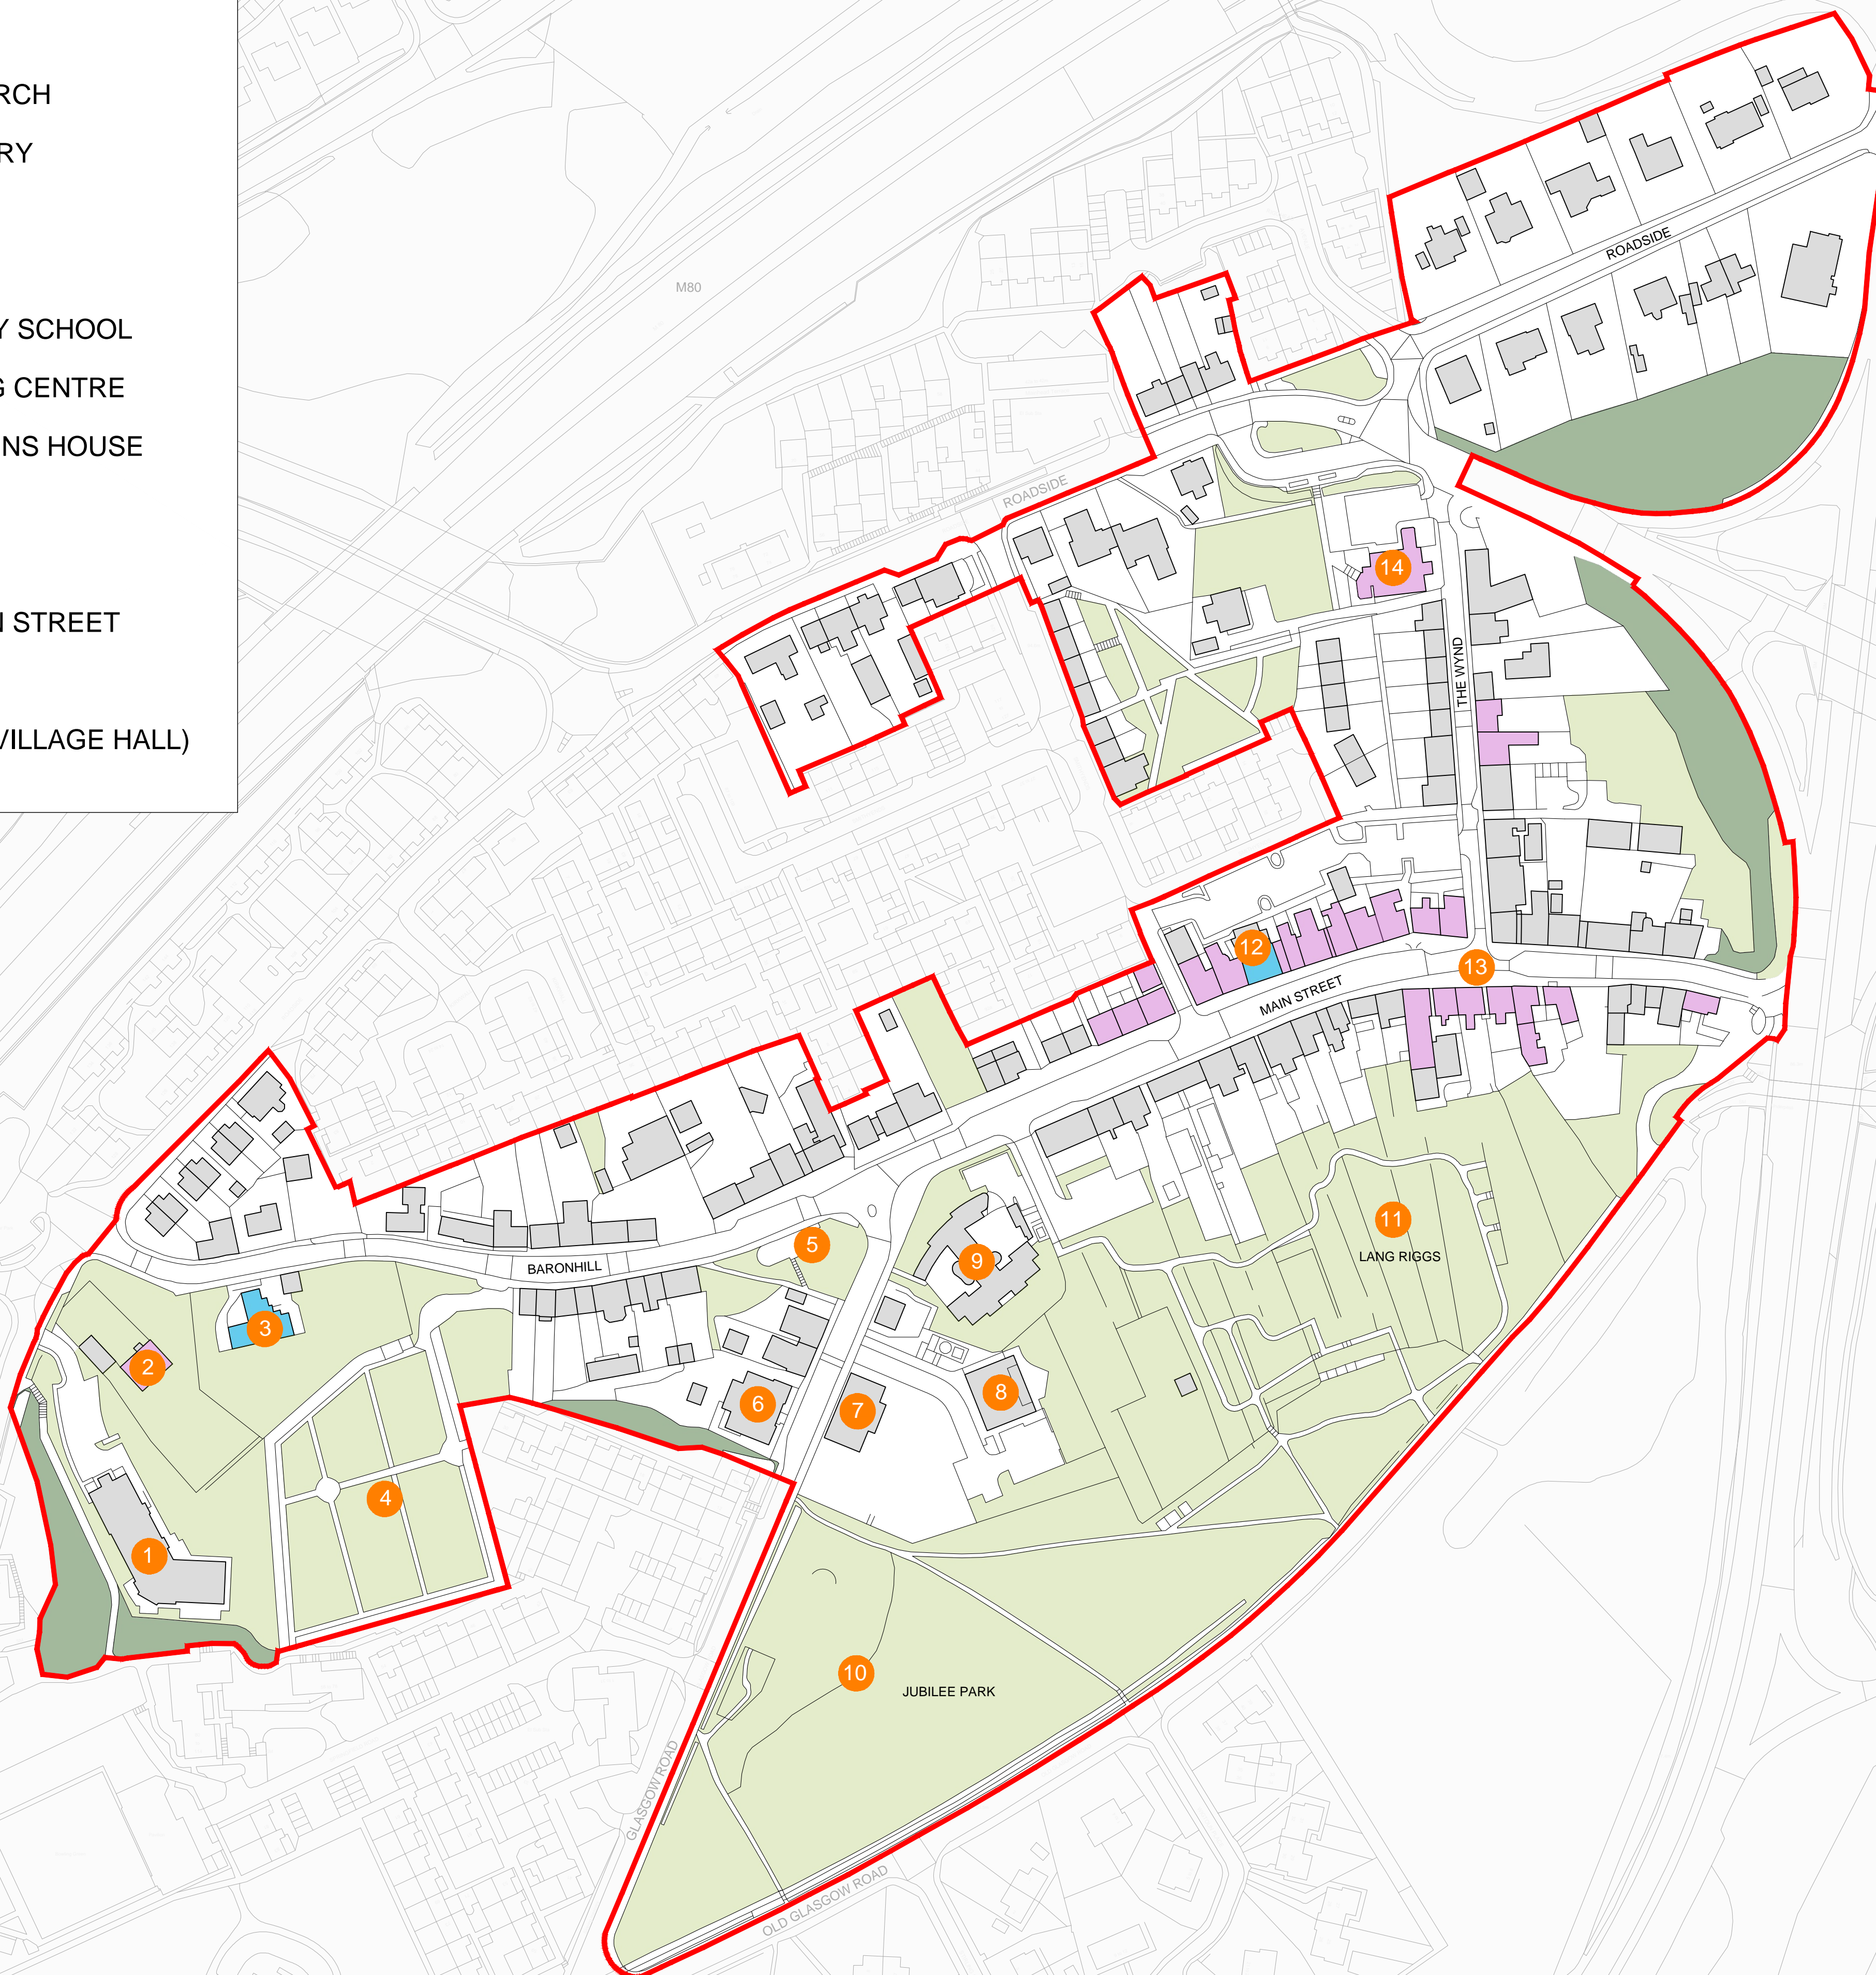 RCH
RY
Y SCHOOL
G CENTRE
NS HOUSE
N STREET
VILLAGE HALL)
M80
ROADSIDE
ROADSIDE
14
THE WYND
12
13
MAIN STREET
11
LANG RIGGS
5
9
BARONHILL
3
2
8
6
7
4
1
10
JUBILEE PARK
GLASGOW ROAD
OLD GLASGOW ROAD